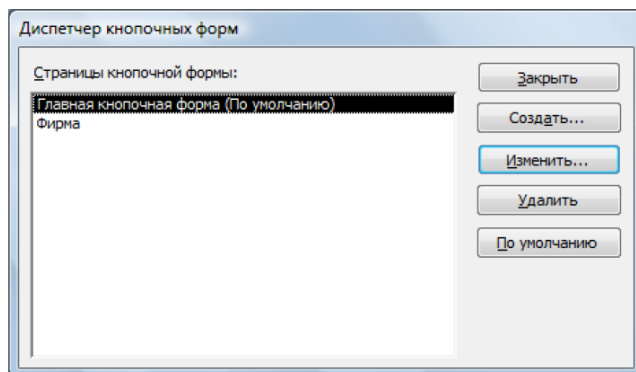 Диспетчер кнопочных форм
Страницы кнопочной формы:
Главная кнопочная форма (По умолчанию)
Фирма
Закрыть
Создать...
Изменить...
Удалить
По умолчанию